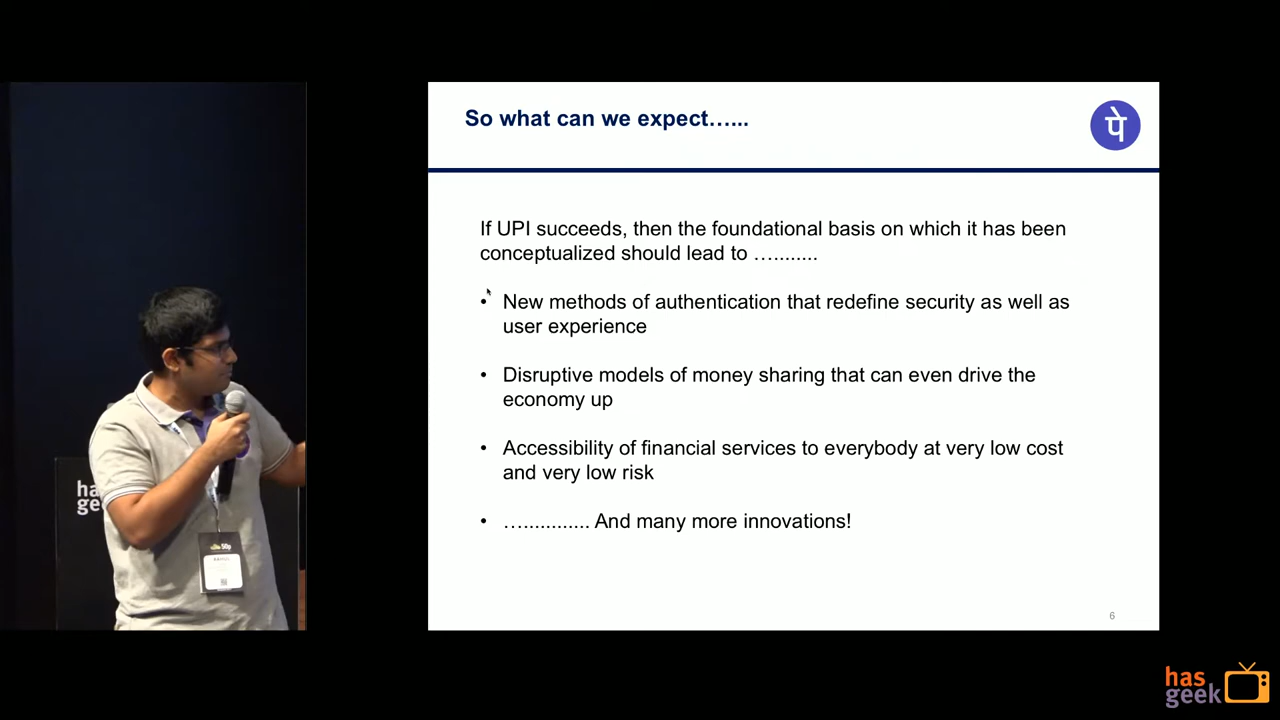 So what can we expect…...
पे
If UPI succeeds, then the foundational basis on which it has been
conceptualized should lead to ….......
• New methods of authentication that redefine security as well as
user experience
• Disruptive models of money sharing that can even drive the
economy up
• Accessibility of financial services to everybody at very low cost
and very low risk
• …............ And many more innovations!
6
has
geek
50p
has
geek